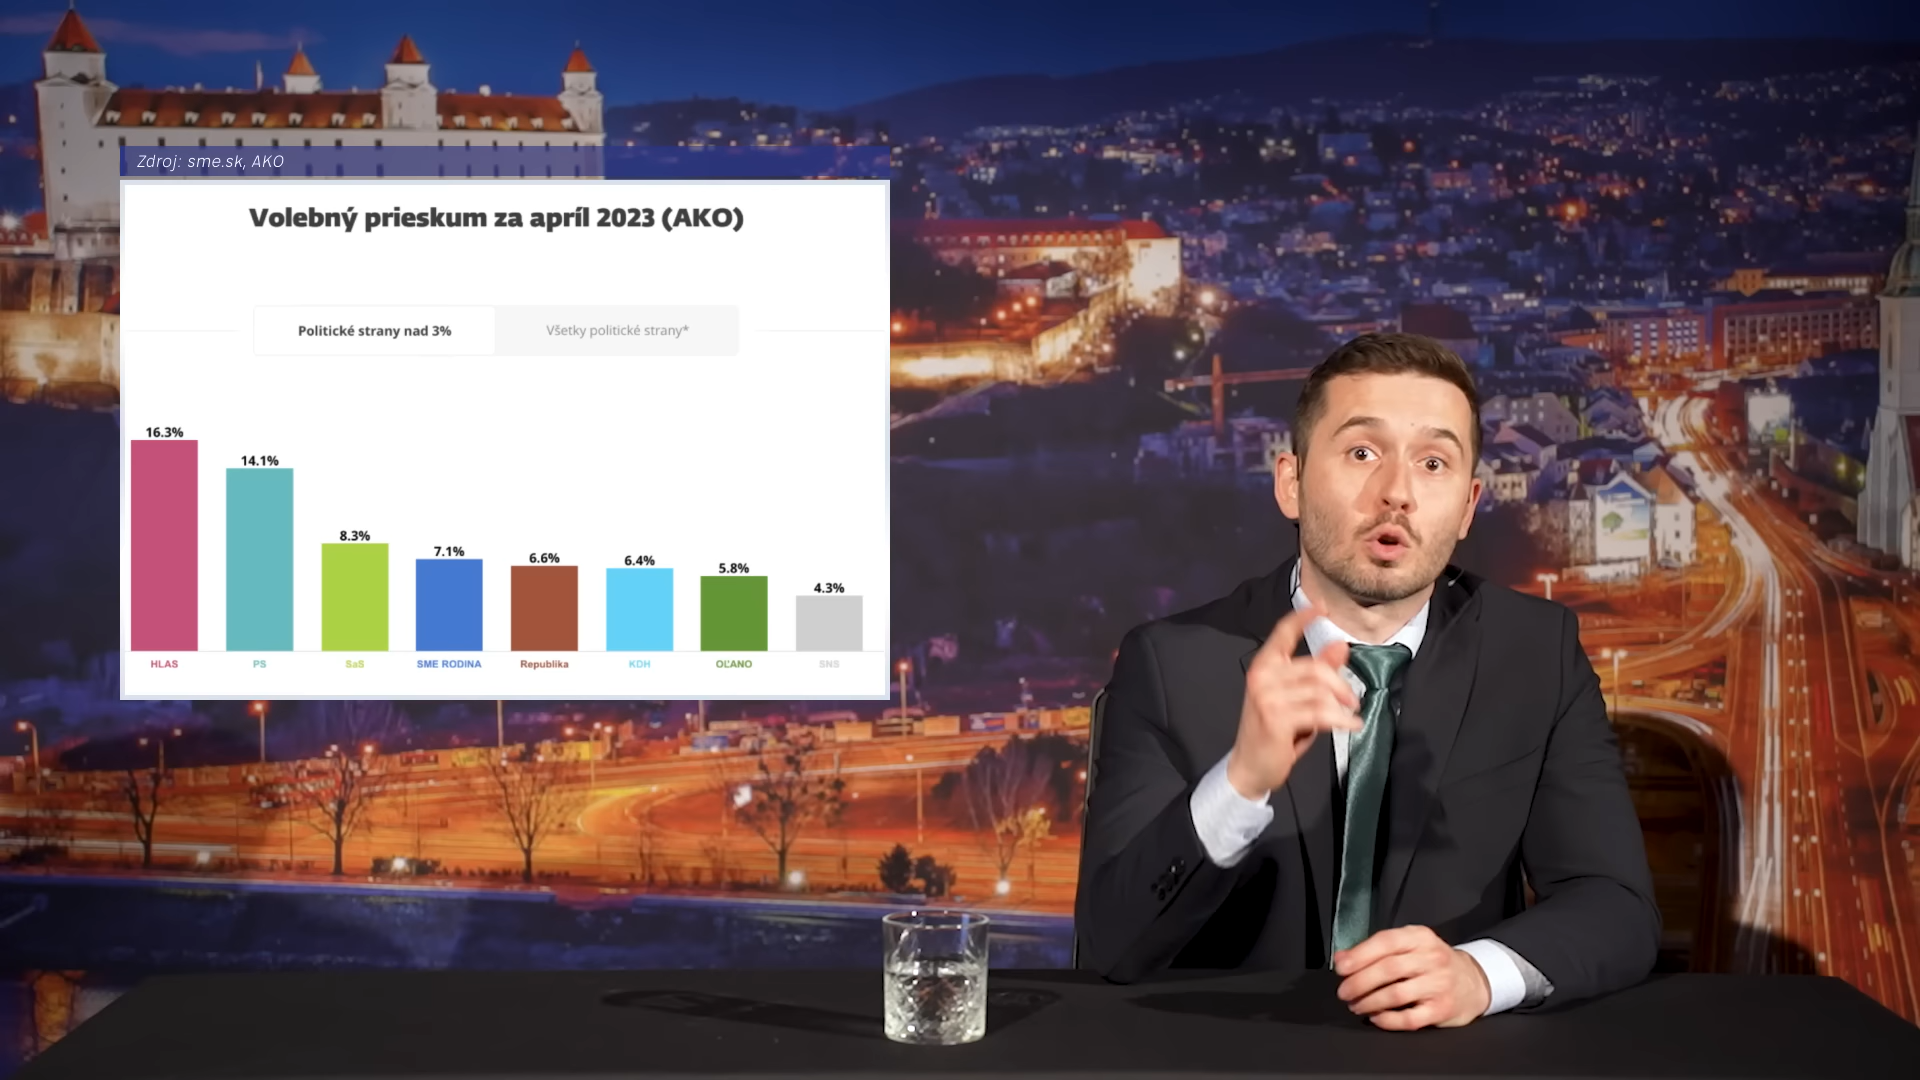 Zdroj: sme.sk, AKO
Volebný prieskum za apríl 2023 (AKO)
Politické strany nad 3%
Všetky politické strany*
16.3%
14.1%
8.3%
7.1%
6.6%
6.4%
5.8%
4.3%
HLAS
PS
SaS
SME RODINA
Republika
KDH
OĽANO
SNS